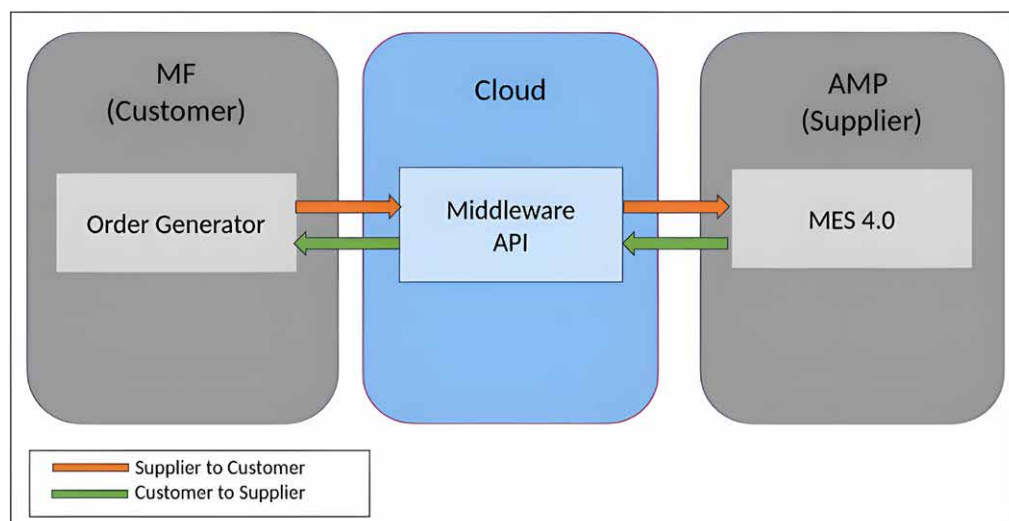 MF
(Customer)
Order Generator
Cloud
Middleware
API
AMP
(Supplier)
MES 4.0
Supplier to Customer
Customer to Supplier